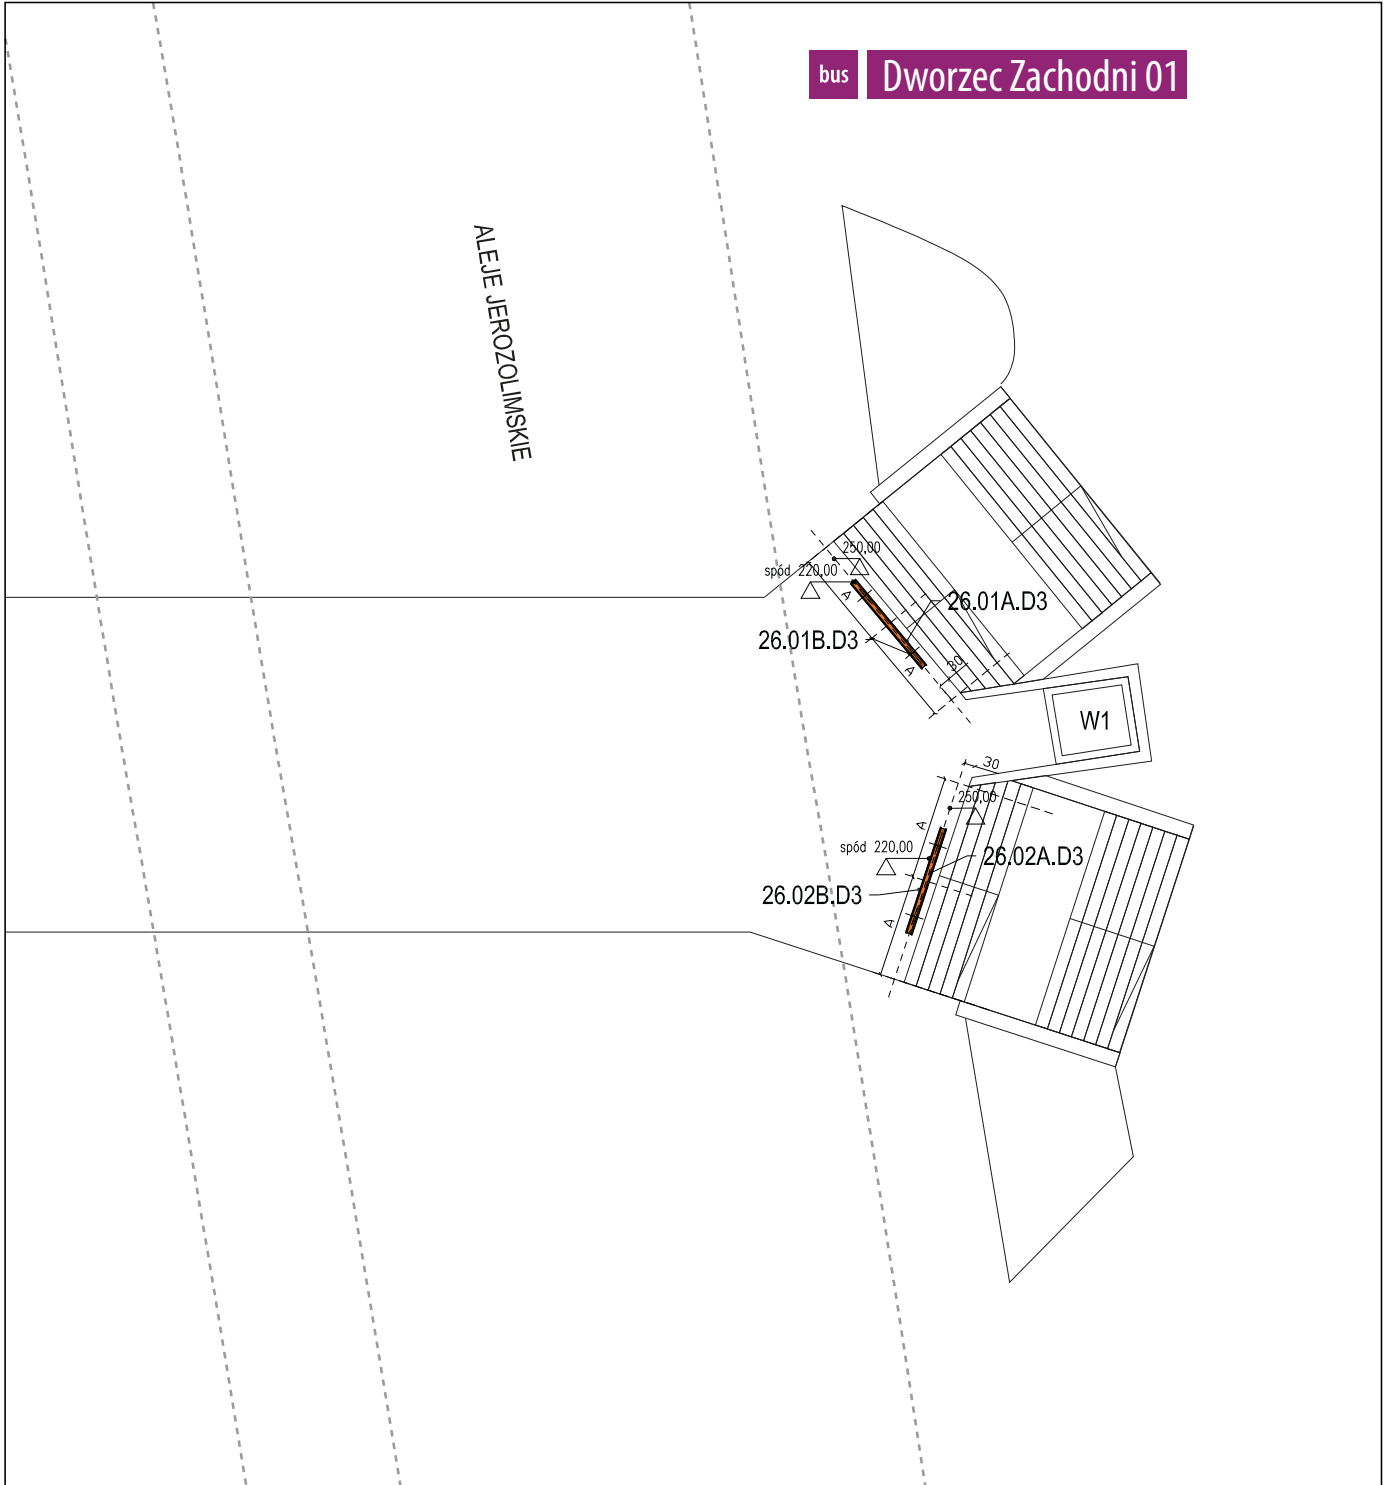 bus Dworzec Zachodni 01
ALEJE JEROZOLIMSKIE
250,00
spód 220,00
A
26.01A.D3
26.01B.D3
A
30
W1
30
250,00
A
spód 220,00
26.02A.D3
26.02B.D3
A